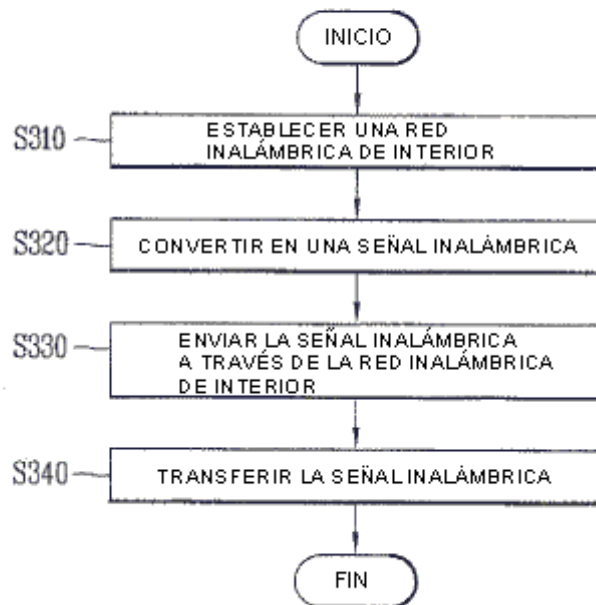 INICIO
S310
ESTABLECER UNA RED
INALÁMBRICA DE INTERIOR
S320
CONVERTIR EN UNA SEÑAL INALÁMBRICA
S330
ENVIAR LA SEÑAL INALÁMBRICA
A TRAVÉS DE LA RED INALÁMBRICA
DE INTERIOR
S340
TRANSFERIR LA SEÑAL INALÁMBRICA
FIN